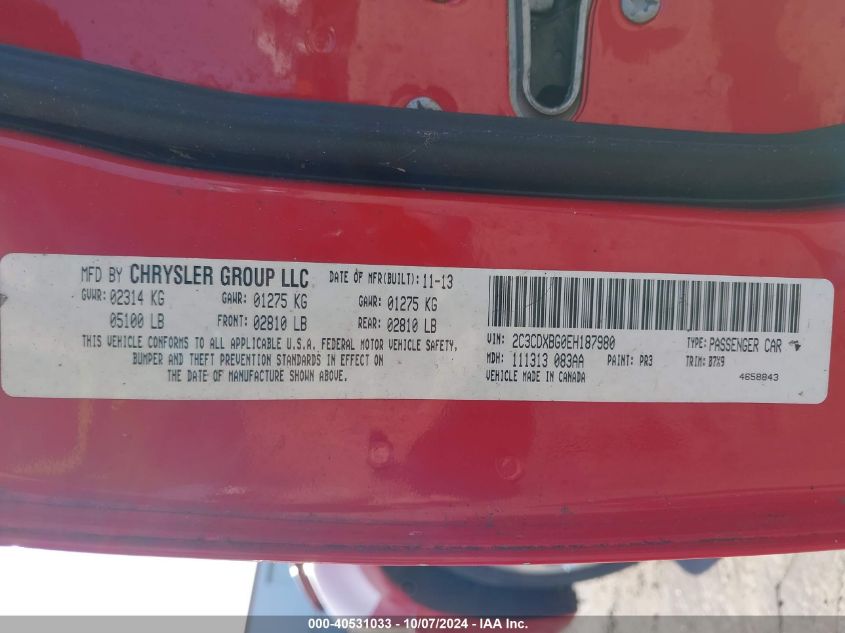 MFD BY CHRYSLER GROUP LLC DATE OF MFR(BUILT): 11-13
GVWR: 02314 KG GAWR: 01275 KG GAWR: 01275 KG
05100 LB FRONT: 02810 LB REAR: 02810 LB
THIS VEHICLE CONFORMS TO ALL APPLICABLE U.S.A. FEDERAL MOTOR VEHICLE SAFETY,
BUMPER AND THEFT PREVENTION STANDARDS IN EFFECT ON
THE DATE OF MANUFACTURE SHOWN ABOVE.
VIN: 2C3CDXBG0EH187980 TYPE: PASSENGER CAR
MDH: 111313 083AA PAINT: PR3 TRIM: B7X9
VEHICLE MADE IN CANADA 4658843
000-40531033 - 10/07/2024 - IAA Inc.